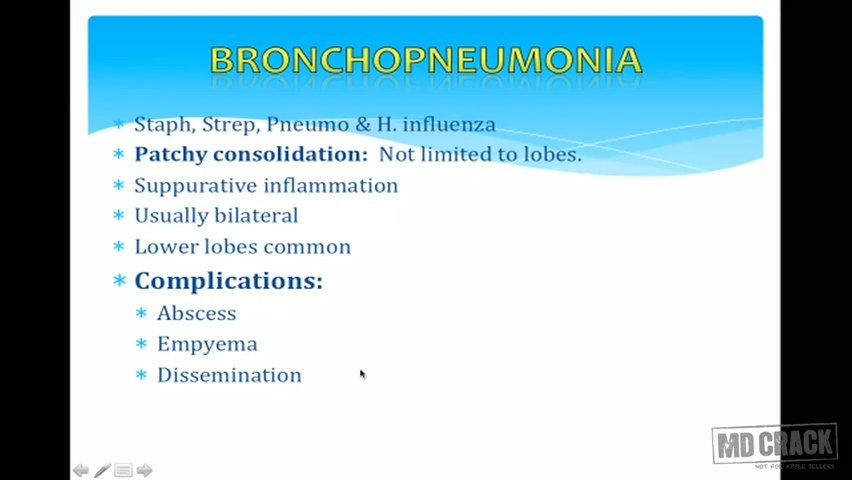 BRONCHOPNEUMONIA
* Staph, Strep, Pneumo & H. influenza
* Patchy consolidation: Not limited to lobes.
* Suppurative inflammation
* Usually bilateral
* Lower lobes common
* Complications:
* Abscess
* Empyema
* Dissemination
MD CRACK
NOT FOR APPLE SELLERS